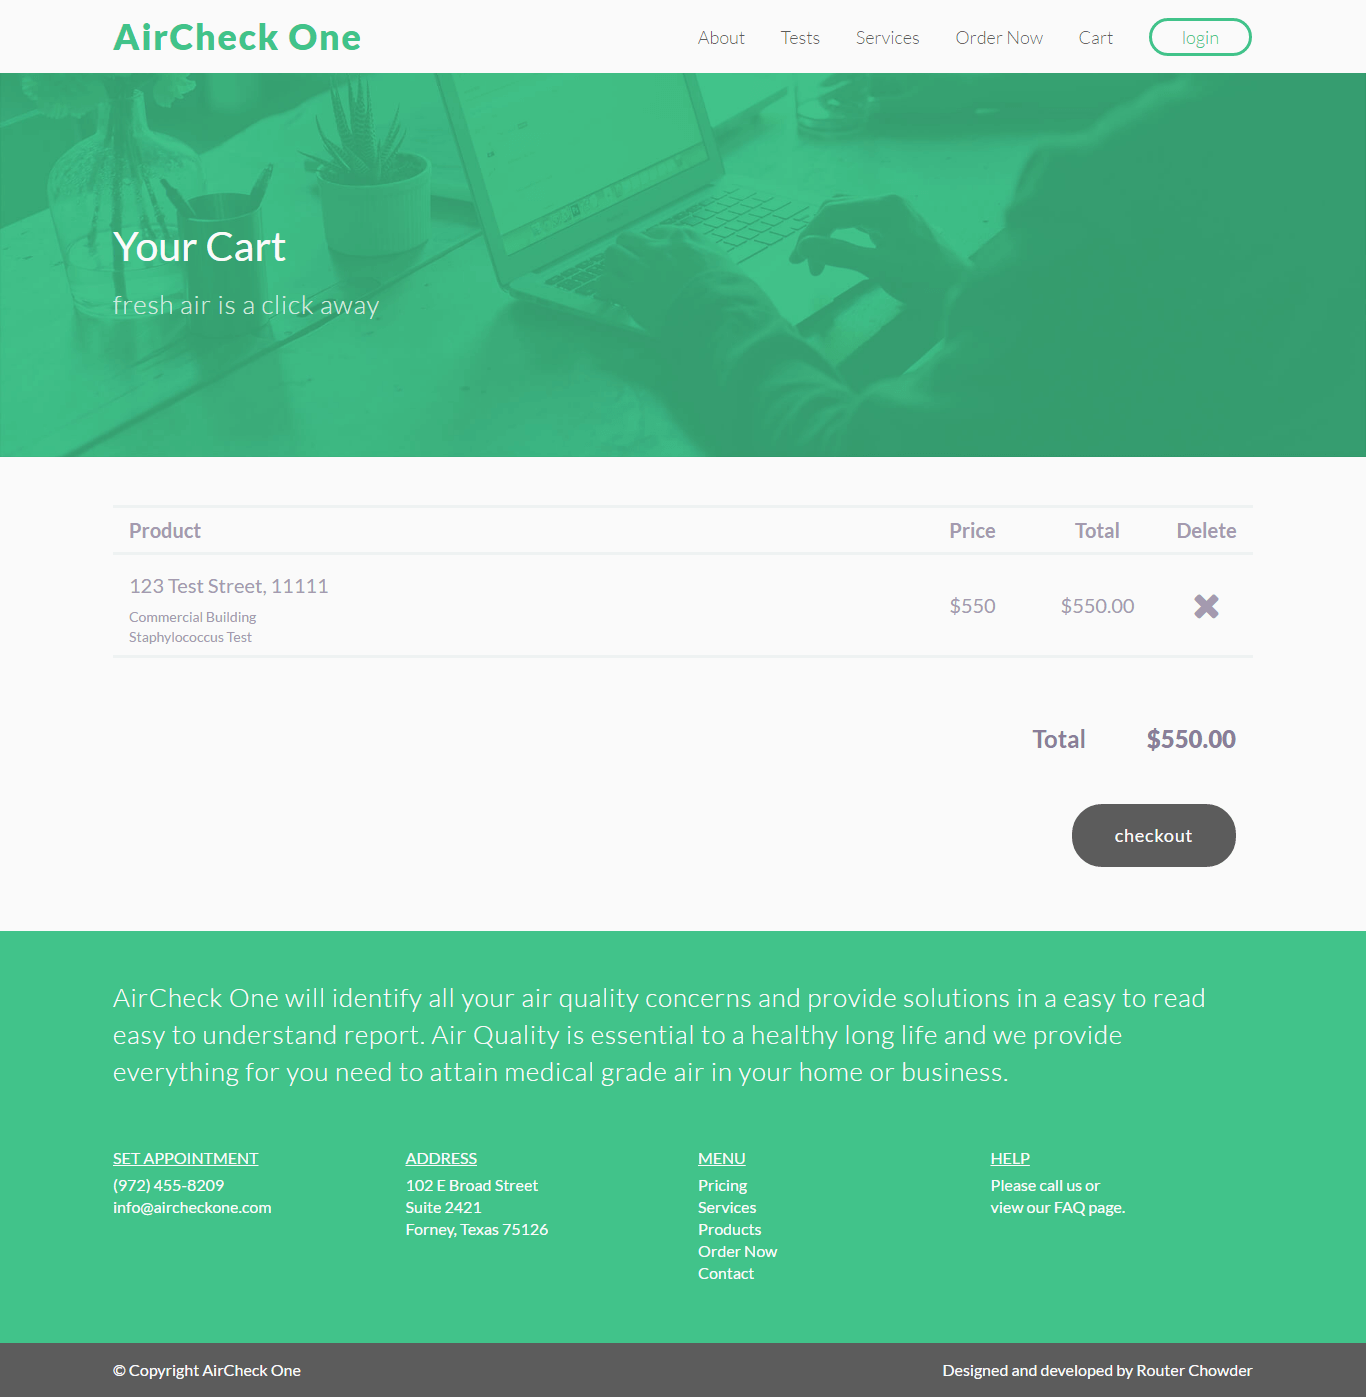 AirCheck One
About Tests Services Order Now Cart login
Your Cart
fresh air is a click away
Product Price Total Delete
123 Test Street, 11111
Commercial Building
Staphylococcus Test
$550 $550.00
Total $550.00
checkout
AirCheck One will identify all your air quality concerns and provide solutions in a easy to read
easy to understand report. Air Quality is essential to a healthy long life and we provide
everything for you need to attain medical grade air in your home or business.
SET APPOINTMENT
(972) 455-8209
info@aircheckone.com
ADDRESS
102 E Broad Street
Suite 2421
Forney, Texas 75126
MENU
Pricing
Services
Products
Order Now
Contact
HELP
Please call us or
view our FAQ page.
© Copyright AirCheck One
Designed and developed by Router Chowder